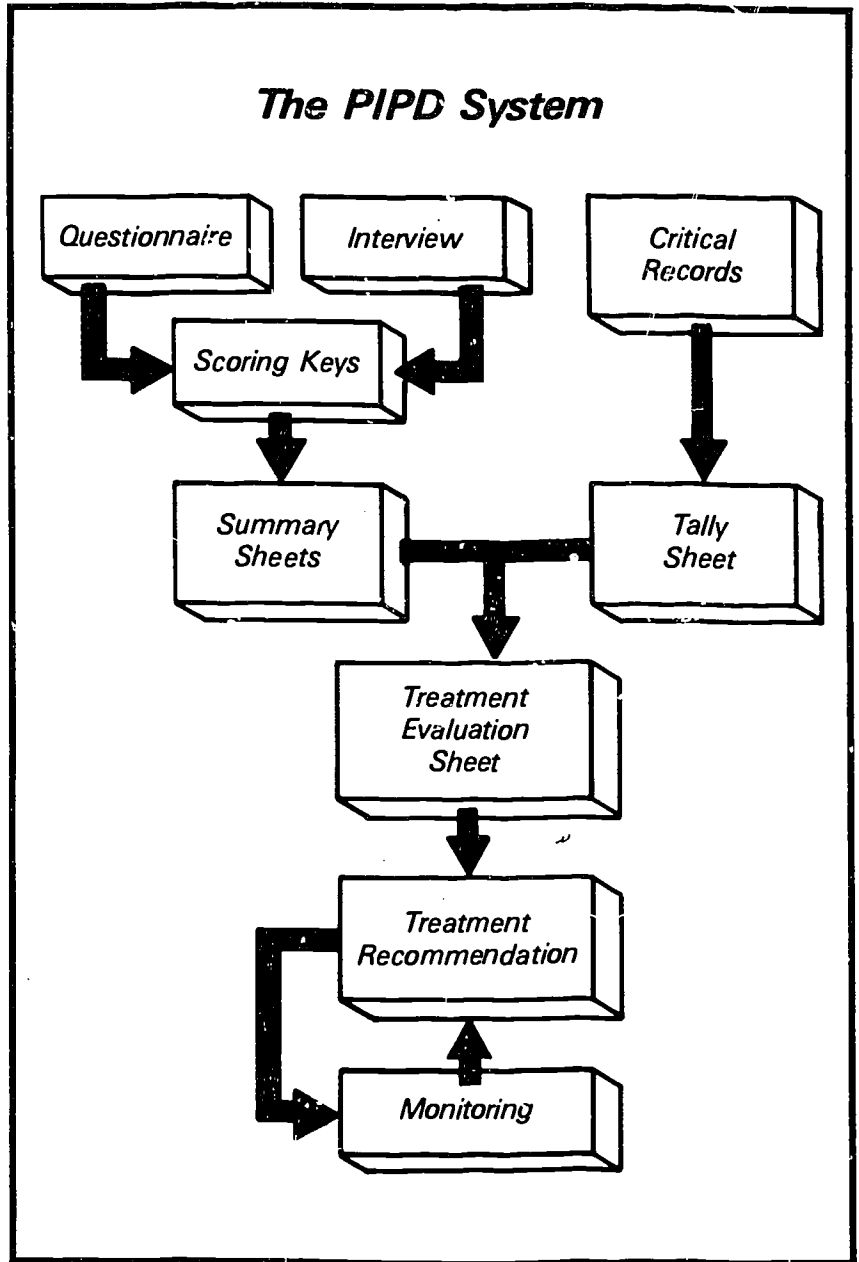 The PIPD System
Questionnaire
Interview
Critical
Records
Scoring Keys
Summary
Sheets
Tally
Sheet
Treatment
Evaluation
Sheet
Treatment
Recommendation
Monitoring